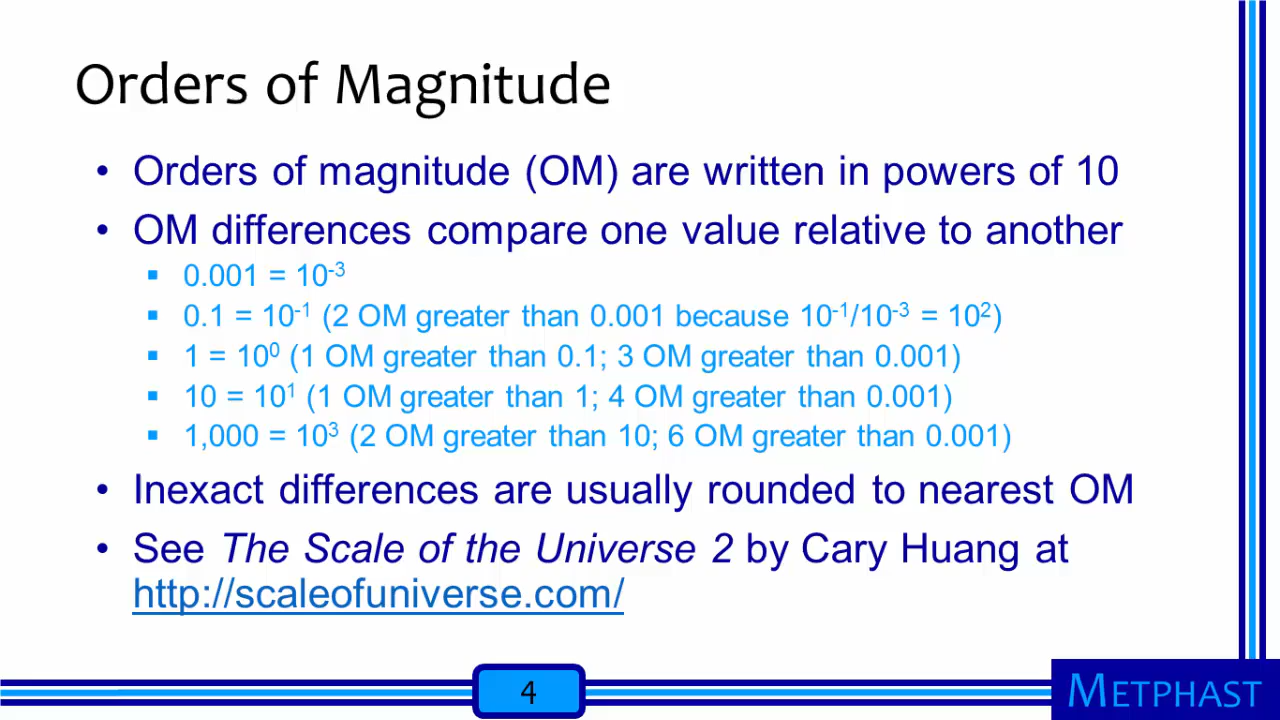 Orders of Magnitude
• Orders of magnitude (OM) are written in powers of 10
• OM differences compare one value relative to another
▪ 0.001 = 10⁻³
▪ 0.1 = 10⁻¹ (2 OM greater than 0.001 because 10⁻¹/10⁻³ = 10²)
▪ 1 = 10⁰ (1 OM greater than 0.1; 3 OM greater than 0.001)
▪ 10 = 10¹ (1 OM greater than 1; 4 OM greater than 0.001)
▪ 1,000 = 10³ (2 OM greater than 10; 6 OM greater than 0.001)
• Inexact differences are usually rounded to nearest OM
• See The Scale of the Universe 2 by Cary Huang at
http://scaleofuniverse.com/
4
METPHAST